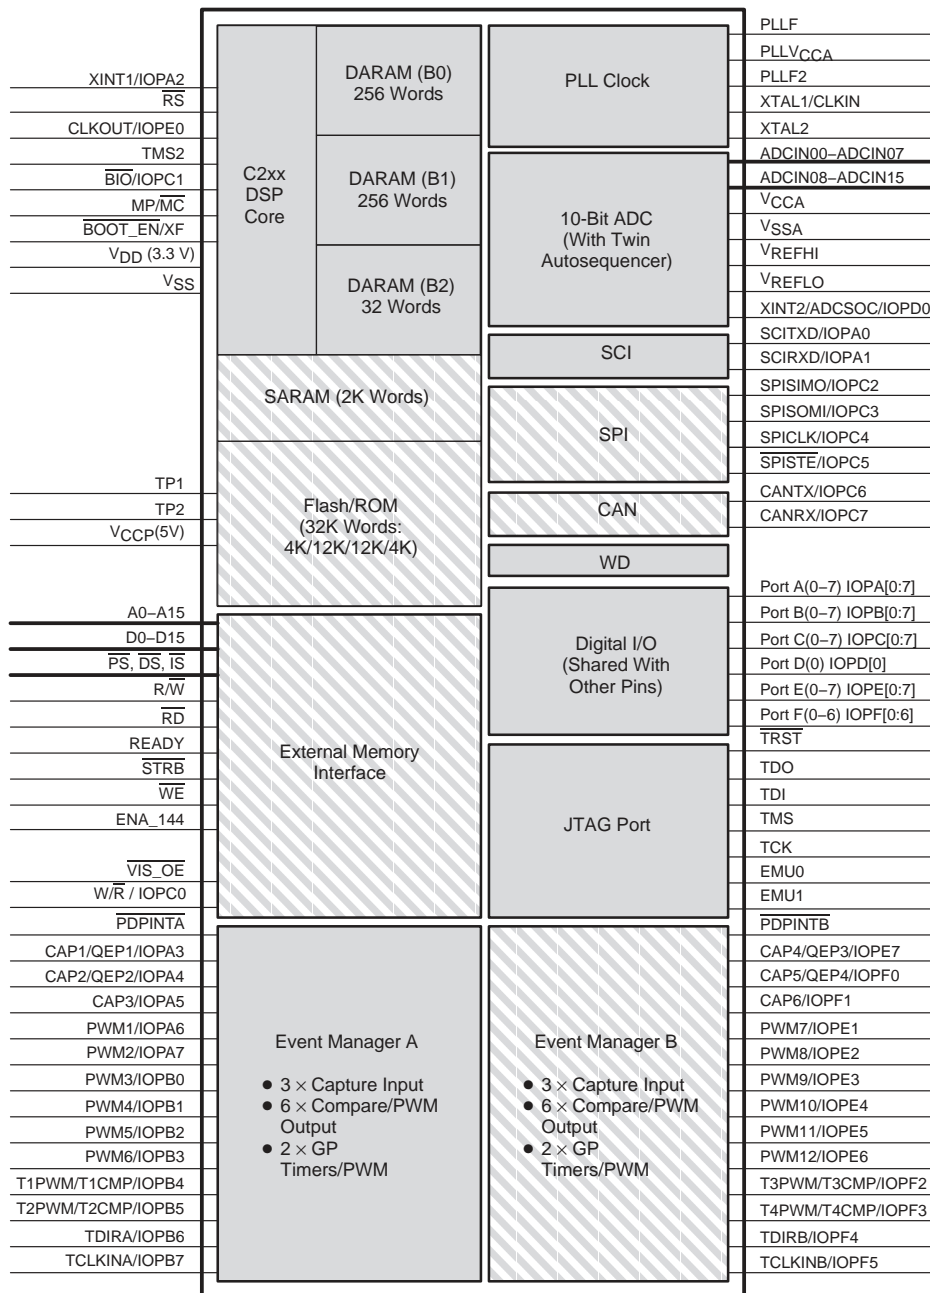 XINT1/IOPA2
RS
CLKOUT/IOPE0
TMS2
BIO/IOPC1
MP/MC
BOOT_EN/XF
VDD (3.3 V)
VSS
TP1
TP2
VCCP(5V)
A0–A15
D0–D15
PS, DS, IS
R/W
RD
READY
STRB
WE
ENA_144
VIS_OE
W/R / IOPC0
PDPINTA
CAP1/QEP1/IOPA3
CAP2/QEP2/IOPA4
CAP3/IOPA5
PWM1/IOPA6
PWM2/IOPA7
PWM3/IOPB0
PWM4/IOPB1
PWM5/IOPB2
PWM6/IOPB3
T1PWM/T1CMP/IOPB4
T2PWM/T2CMP/IOPB5
TDIRA/IOPB6
TCLKINA/IOPB7
C2xx
DSP
Core
DARAM (B0)
256 Words
DARAM (B1)
256 Words
DARAM (B2)
32 Words
SARAM (2K Words)
Flash/ROM
(32K Words:
4K/12K/12K/4K)
External Memory
Interface
Event Manager A
● 3 × Capture Input
● 6 × Compare/PWM
Output
● 2 × GP
Timers/PWM
PLL Clock
10-Bit ADC
(With Twin
Autosequencer)
SCI
SPI
CAN
WD
Digital I/O
(Shared With
Other Pins)
JTAG Port
Event Manager B
● 3 × Capture Input
● 6 × Compare/PWM
Output
● 2 × GP
Timers/PWM
PLLF
PLLVCCA
PLLF2
XTAL1/CLKIN
XTAL2
ADCIN00–ADCIN07
ADCIN08–ADCIN15
VCCA
VSSA
VREFHI
VREFLO
XINT2/ADCSOC/IOPD0
SCITXD/IOPA0
SCIRXD/IOPA1
SPISIMO/IOPC2
SPISOMI/IOPC3
SPICLK/IOPC4
SPISTE/IOPC5
CANTX/IOPC6
CANRX/IOPC7
Port A(0–7) IOPA[0:7]
Port B(0–7) IOPB[0:7]
Port C(0–7) IOPC[0:7]
Port D(0) IOPD[0]
Port E(0–7) IOPE[0:7]
Port F(0–6) IOPF[0:6]
TRST
TDO
TDI
TMS
TCK
EMU0
EMU1
PDPINTB
CAP4/QEP3/IOPE7
CAP5/QEP4/IOPF0
CAP6/IOPF1
PWM7/IOPE1
PWM8/IOPE2
PWM9/IOPE3
PWM10/IOPE4
PWM11/IOPE5
PWM12/IOPE6
T3PWM/T3CMP/IOPF2
T4PWM/T4CMP/IOPF3
TDIRB/IOPF4
TCLKINB/IOPF5